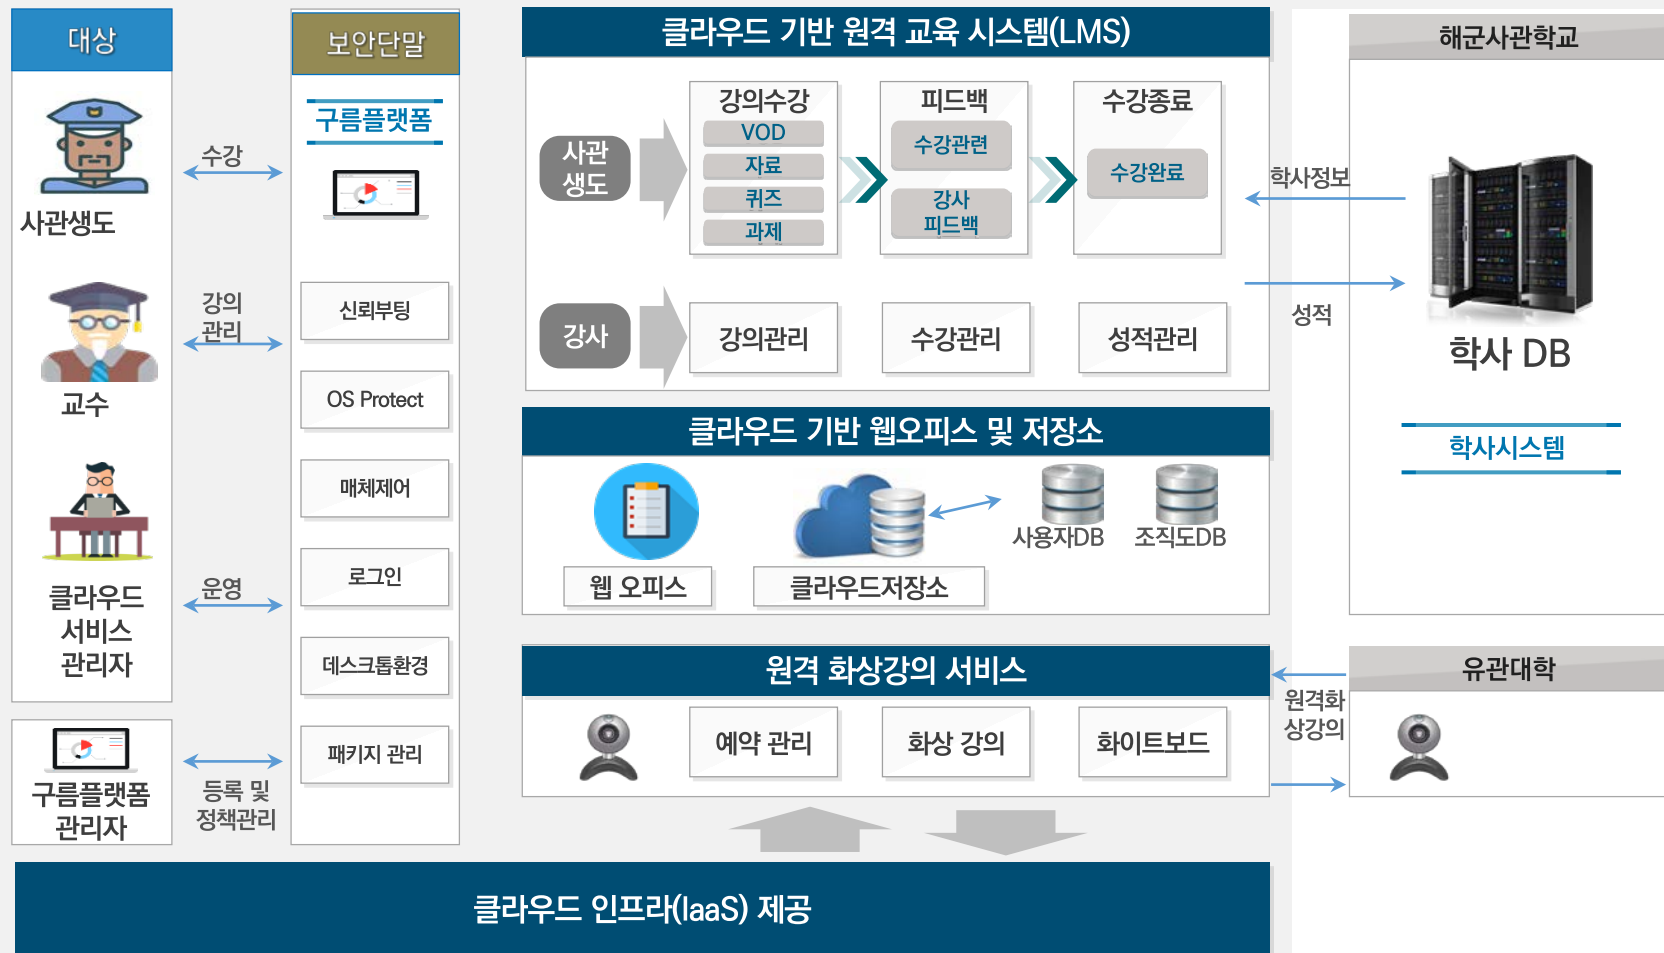 대상
사관생도
교수
클라우드
서비스
관리자
구름플랫폼
관리자
수강
강의
관리
운영
등록 및
정책관리
보안단말
구름플랫폼
신뢰부팅
OS Protect
매체제어
로그인
데스크톱환경
패키지 관리
클라우드 기반 원격 교육 시스템(LMS)
사관
생도
강의수강
VOD
자료
퀴즈
과제
피드백
수강관련
강사
피드백
수강종료
수강완료
강사
강의관리
수강관리
성적관리
클라우드 기반 웹오피스 및 저장소
웹 오피스
클라우드저장소
사용자DB
조직도DB
원격 화상강의 서비스
예약 관리
화상 강의
화이트보드
클라우드 인프라(IaaS) 제공
학사정보
성적
원격화
상강의
해군사관학교
학사 DB
학사시스템
유관대학